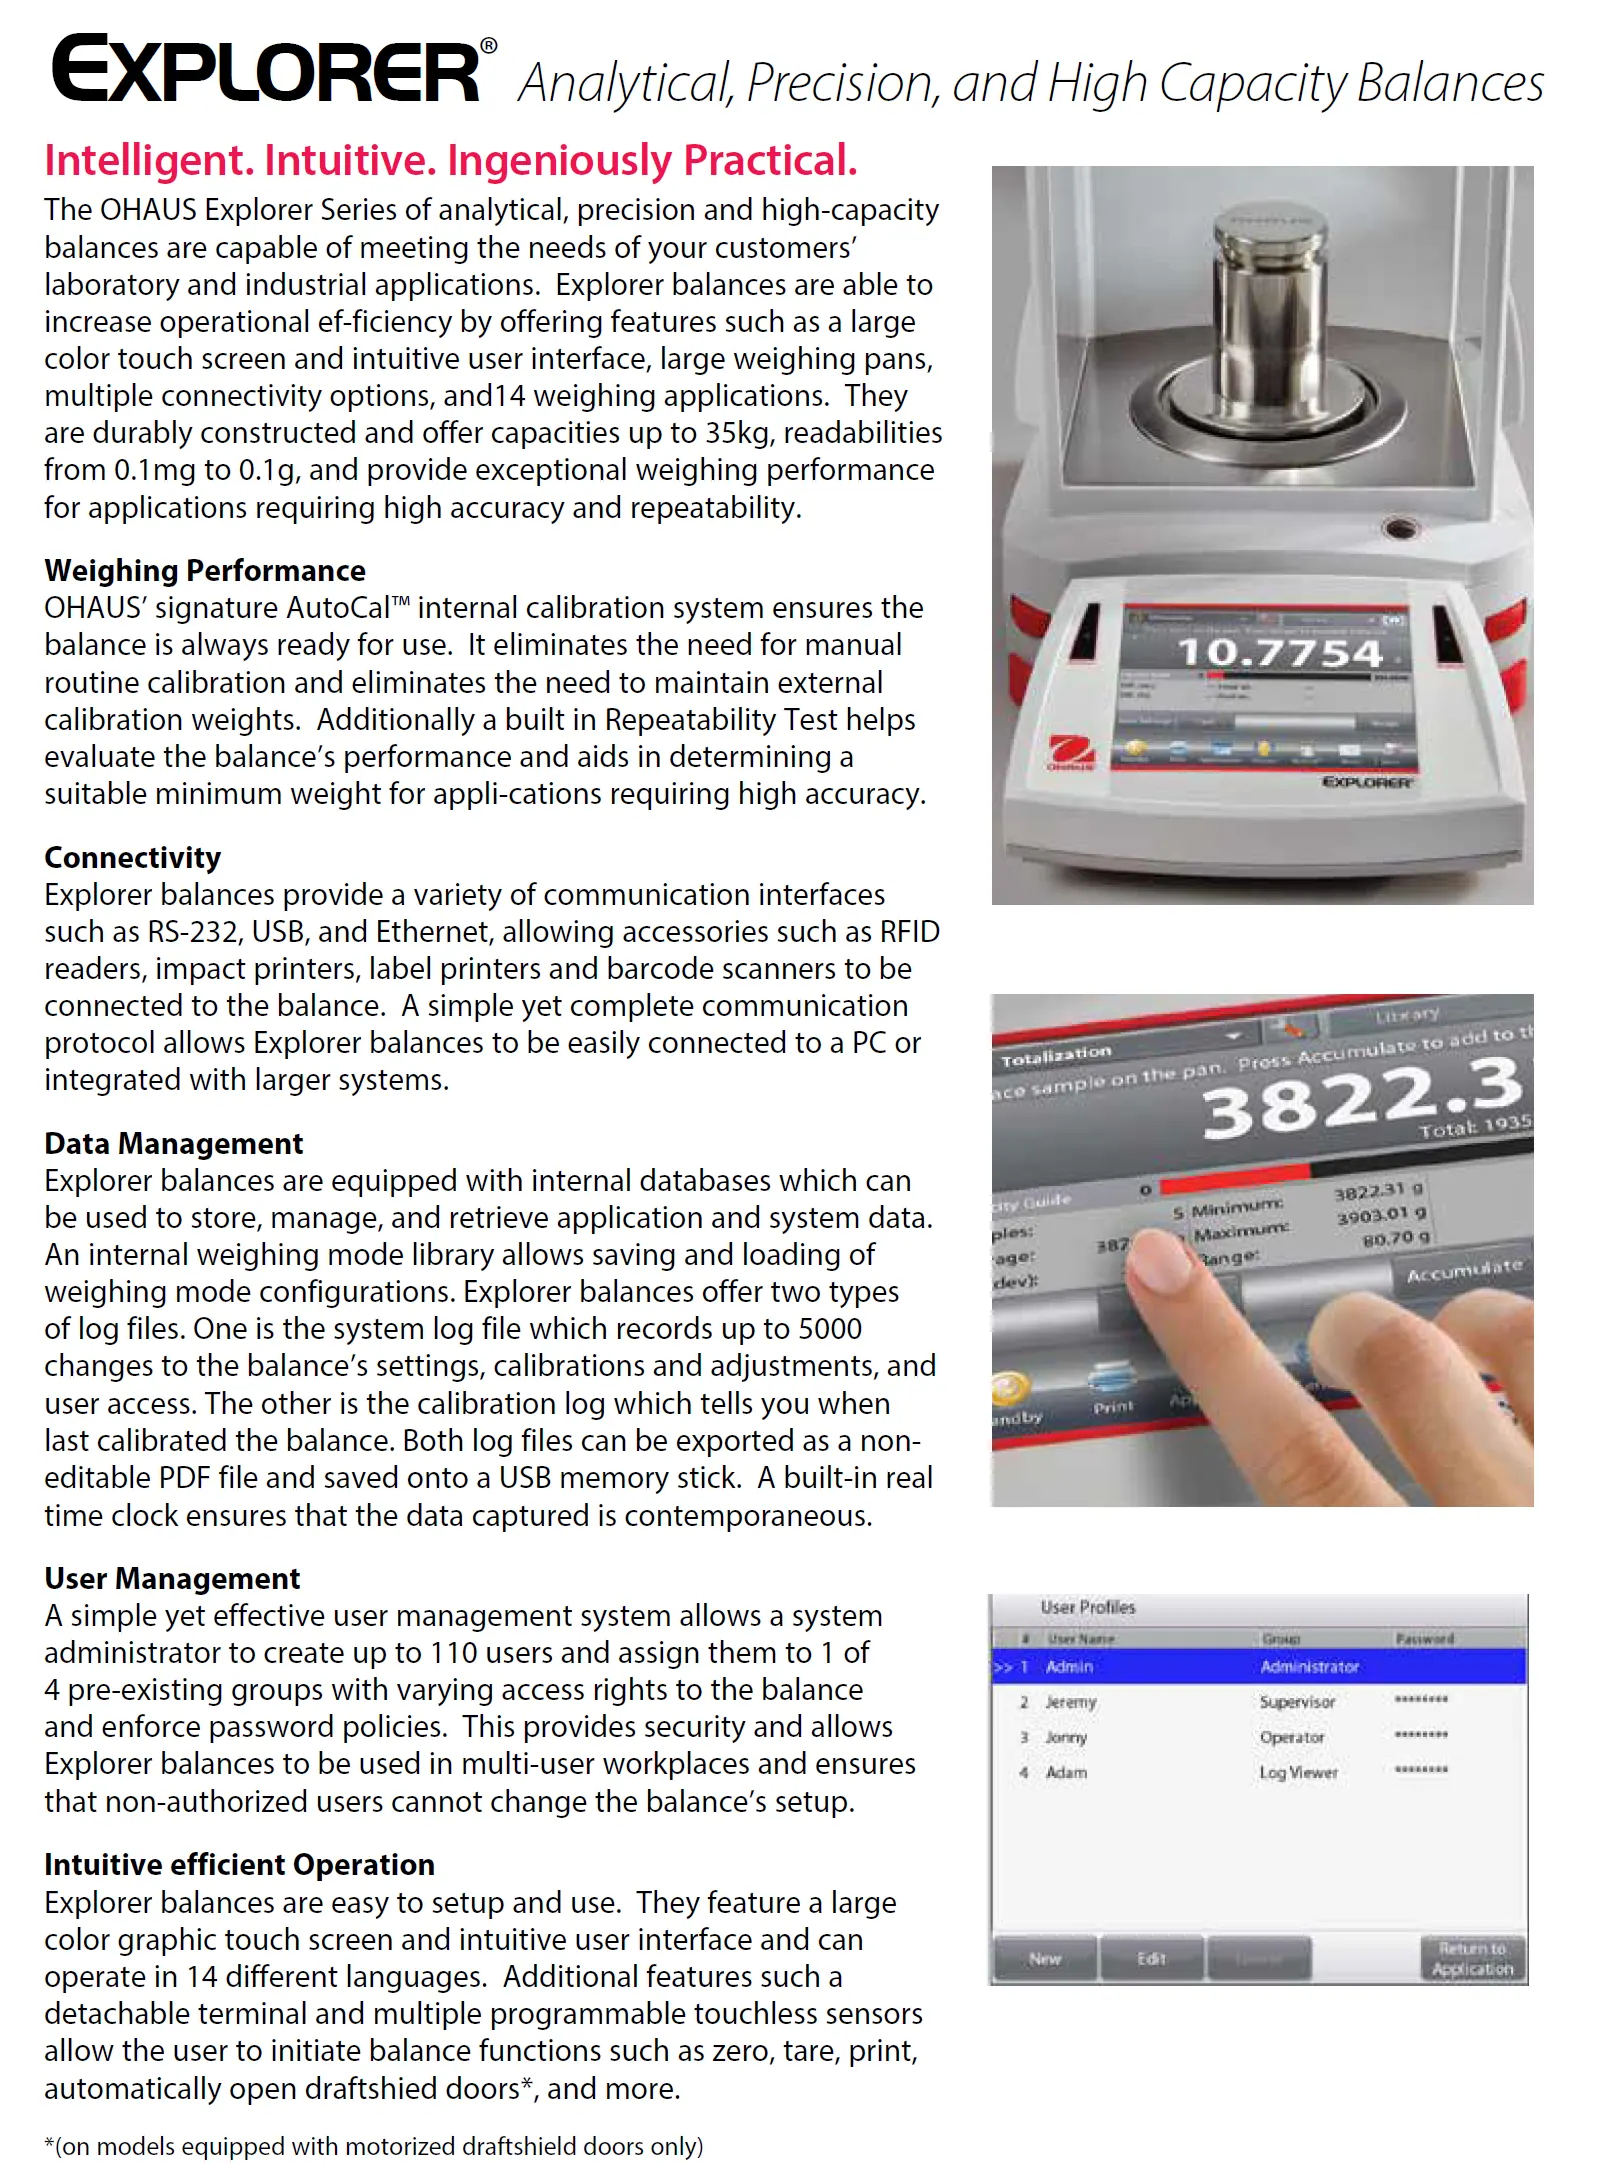 EXPLORER® Analytical, Precision, and High Capacity Balances
Intelligent. Intuitive. Ingeniously Practical.
The OHAUS Explorer Series of analytical, precision and high-capacity
balances are capable of meeting the needs of your customers’
laboratory and industrial applications. Explorer balances are able to
increase operational ef-ficiency by offering features such as a large
color touch screen and intuitive user interface, large weighing pans,
multiple connectivity options, and14 weighing applications. They
are durably constructed and offer capacities up to 35kg, readabilities
from 0.1mg to 0.1g, and provide exceptional weighing performance
for applications requiring high accuracy and repeatability.
Weighing Performance
OHAUS’ signature AutoCal™ internal calibration system ensures the
balance is always ready for use. It eliminates the need for manual
routine calibration and eliminates the need to maintain external
calibration weights. Additionally a built in Repeatability Test helps
evaluate the balance’s performance and aids in determining a
suitable minimum weight for appli-cations requiring high accuracy.
Connectivity
Explorer balances provide a variety of communication interfaces
such as RS-232, USB, and Ethernet, allowing accessories such as RFID
readers, impact printers, label printers and barcode scanners to be
connected to the balance. A simple yet complete communication
protocol allows Explorer balances to be easily connected to a PC or
integrated with larger systems.
Data Management
Explorer balances are equipped with internal databases which can
be used to store, manage, and retrieve application and system data.
An internal weighing mode library allows saving and loading of
weighing mode configurations. Explorer balances offer two types
of log files. One is the system log file which records up to 5000
changes to the balance’s settings, calibrations and adjustments, and
user access. The other is the calibration log which tells you when
last calibrated the balance. Both log files can be exported as a non-
editable PDF file and saved onto a USB memory stick. A built-in real
time clock ensures that the data captured is contemporaneous.
User Management
A simple yet effective user management system allows a system
administrator to create up to 110 users and assign them to 1 of
4 pre-existing groups with varying access rights to the balance
and enforce password policies. This provides security and allows
Explorer balances to be used in multi-user workplaces and ensures
that non-authorized users cannot change the balance’s setup.
Intuitive efficient Operation
Explorer balances are easy to setup and use. They feature a large
color graphic touch screen and intuitive user interface and can
operate in 14 different languages. Additional features such a
detachable terminal and multiple programmable touchless sensors
allow the user to initiate balance functions such as zero, tare, print,
automatically open draftshied doors*, and more.
*(on models equipped with motorized draftshield doors only)
10.7754
OHAUS
EXPLORER
Totalization
Library
ace sample on the pan. Press Accumulate to add to th
3822.3
Total: 1935
city Guide 0
ples: 5 Minimum: 3822.31 g
age: 387 Maximum: 3903.01 g
dev): Range: 80.70 g
Accumulate
andby Print
User Profiles
# User Name Group Password
>> 1 Admin Administrator
2 Jeremy Supervisor ********
3 Jonny Operator ********
4 Adam Log Viewer ********
New Edit Return to
Application